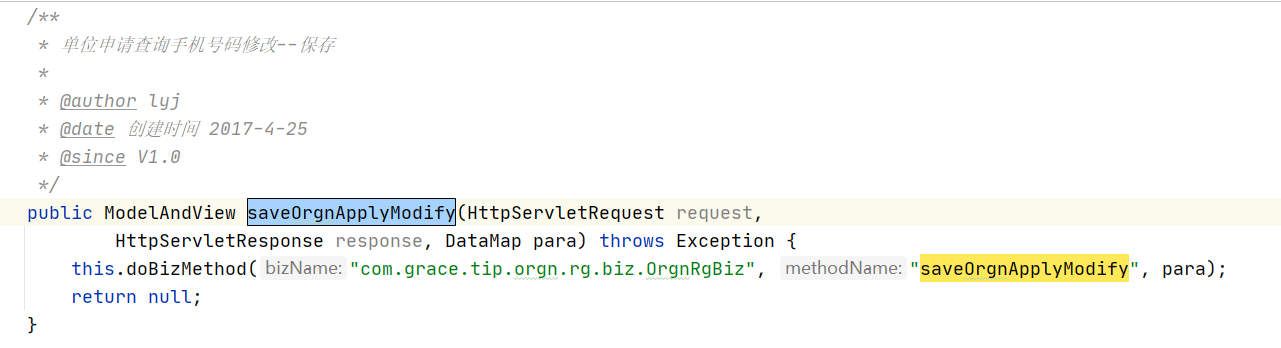 /**
 * 单位申请查询手机号码修改--保存
 *
 * @author lyj
 * @date 创建时间 2017-4-25
 * @since V1.0
 */
public ModelAndView saveOrgnApplyModify(HttpServletRequest request,
        HttpServletResponse response, DataMap para) throws Exception {
    this.doBizMethod( bizName: "com.grace.tip.orgn.rg.biz.OrgnRgBiz", methodName: "saveOrgnApplyModify", para);
    return null;
}